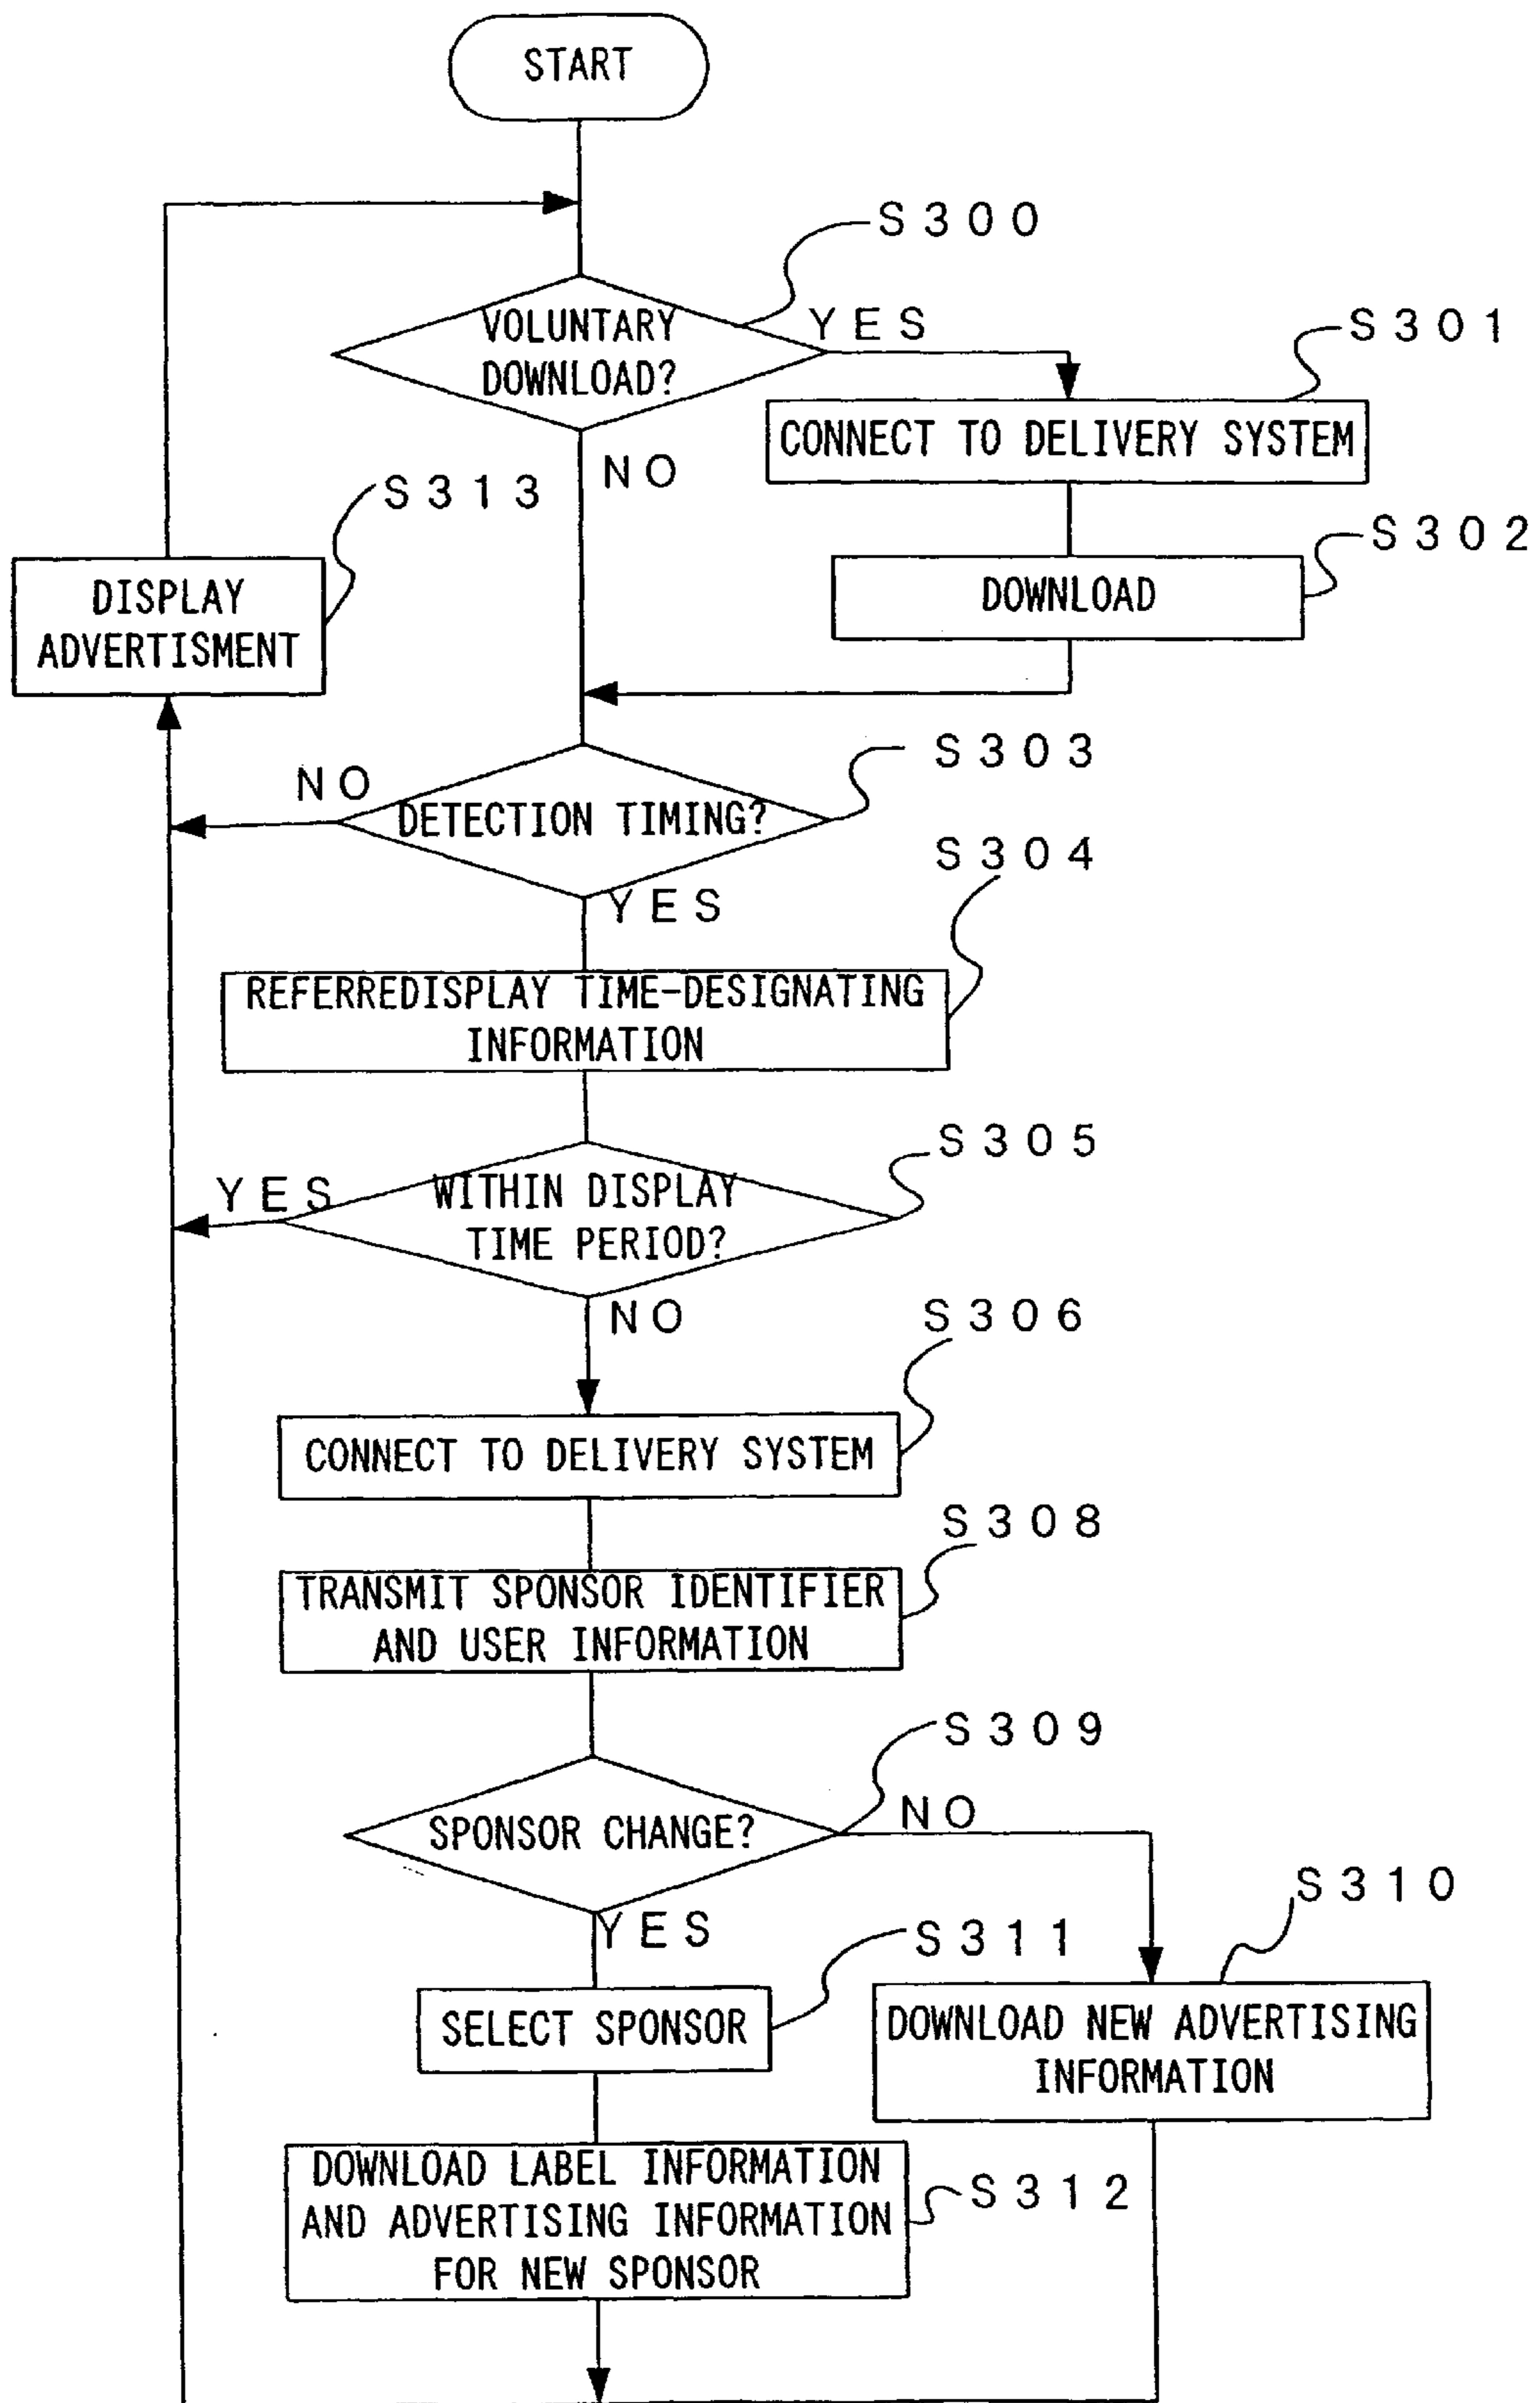 START
S300
VOLUNTARY
DOWNLOAD?
YES
S301
CONNECT TO DELIVERY SYSTEM
NO
S313
S302
DISPLAY
ADVERTISMENT
DOWNLOAD
S303
NO
DETECTION TIMING?
S304
YES
REFERREDISPLAY TIME-DESIGNATING
INFORMATION
S305
YES
WITHIN DISPLAY
TIME PERIOD?
NO
S306
CONNECT TO DELIVERY SYSTEM
S308
TRANSMIT SPONSOR IDENTIFIER
AND USER INFORMATION
S309
NO
SPONSOR CHANGE?
S310
YES
S311
SELECT SPONSOR
DOWNLOAD NEW ADVERTISING
INFORMATION
DOWNLOAD LABEL INFORMATION
AND ADVERTISING INFORMATION
FOR NEW SPONSOR
S312